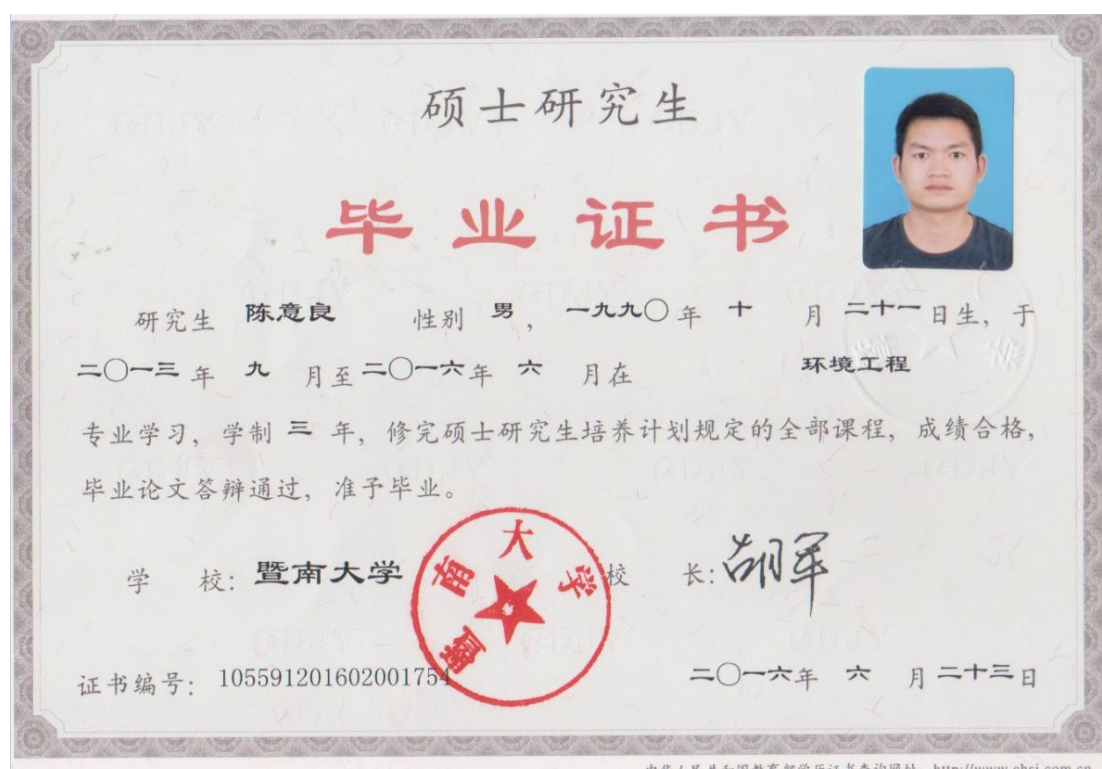 硕士研究生
毕业证书
研究生 陈意良 性别 男, 一九九〇年 十 月 二十一日生, 于
二〇一三年 九 月至二〇一六年 六 月在 环境工程
专业学习, 学制 三 年, 修完硕士研究生培养计划规定的全部课程, 成绩合格,
毕业论文答辩通过, 准予毕业。
学 校: 暨南大学 校 长: 胡军
暨南大学
证书编号: 105591201602001754 二〇一六年 六 月二十三日